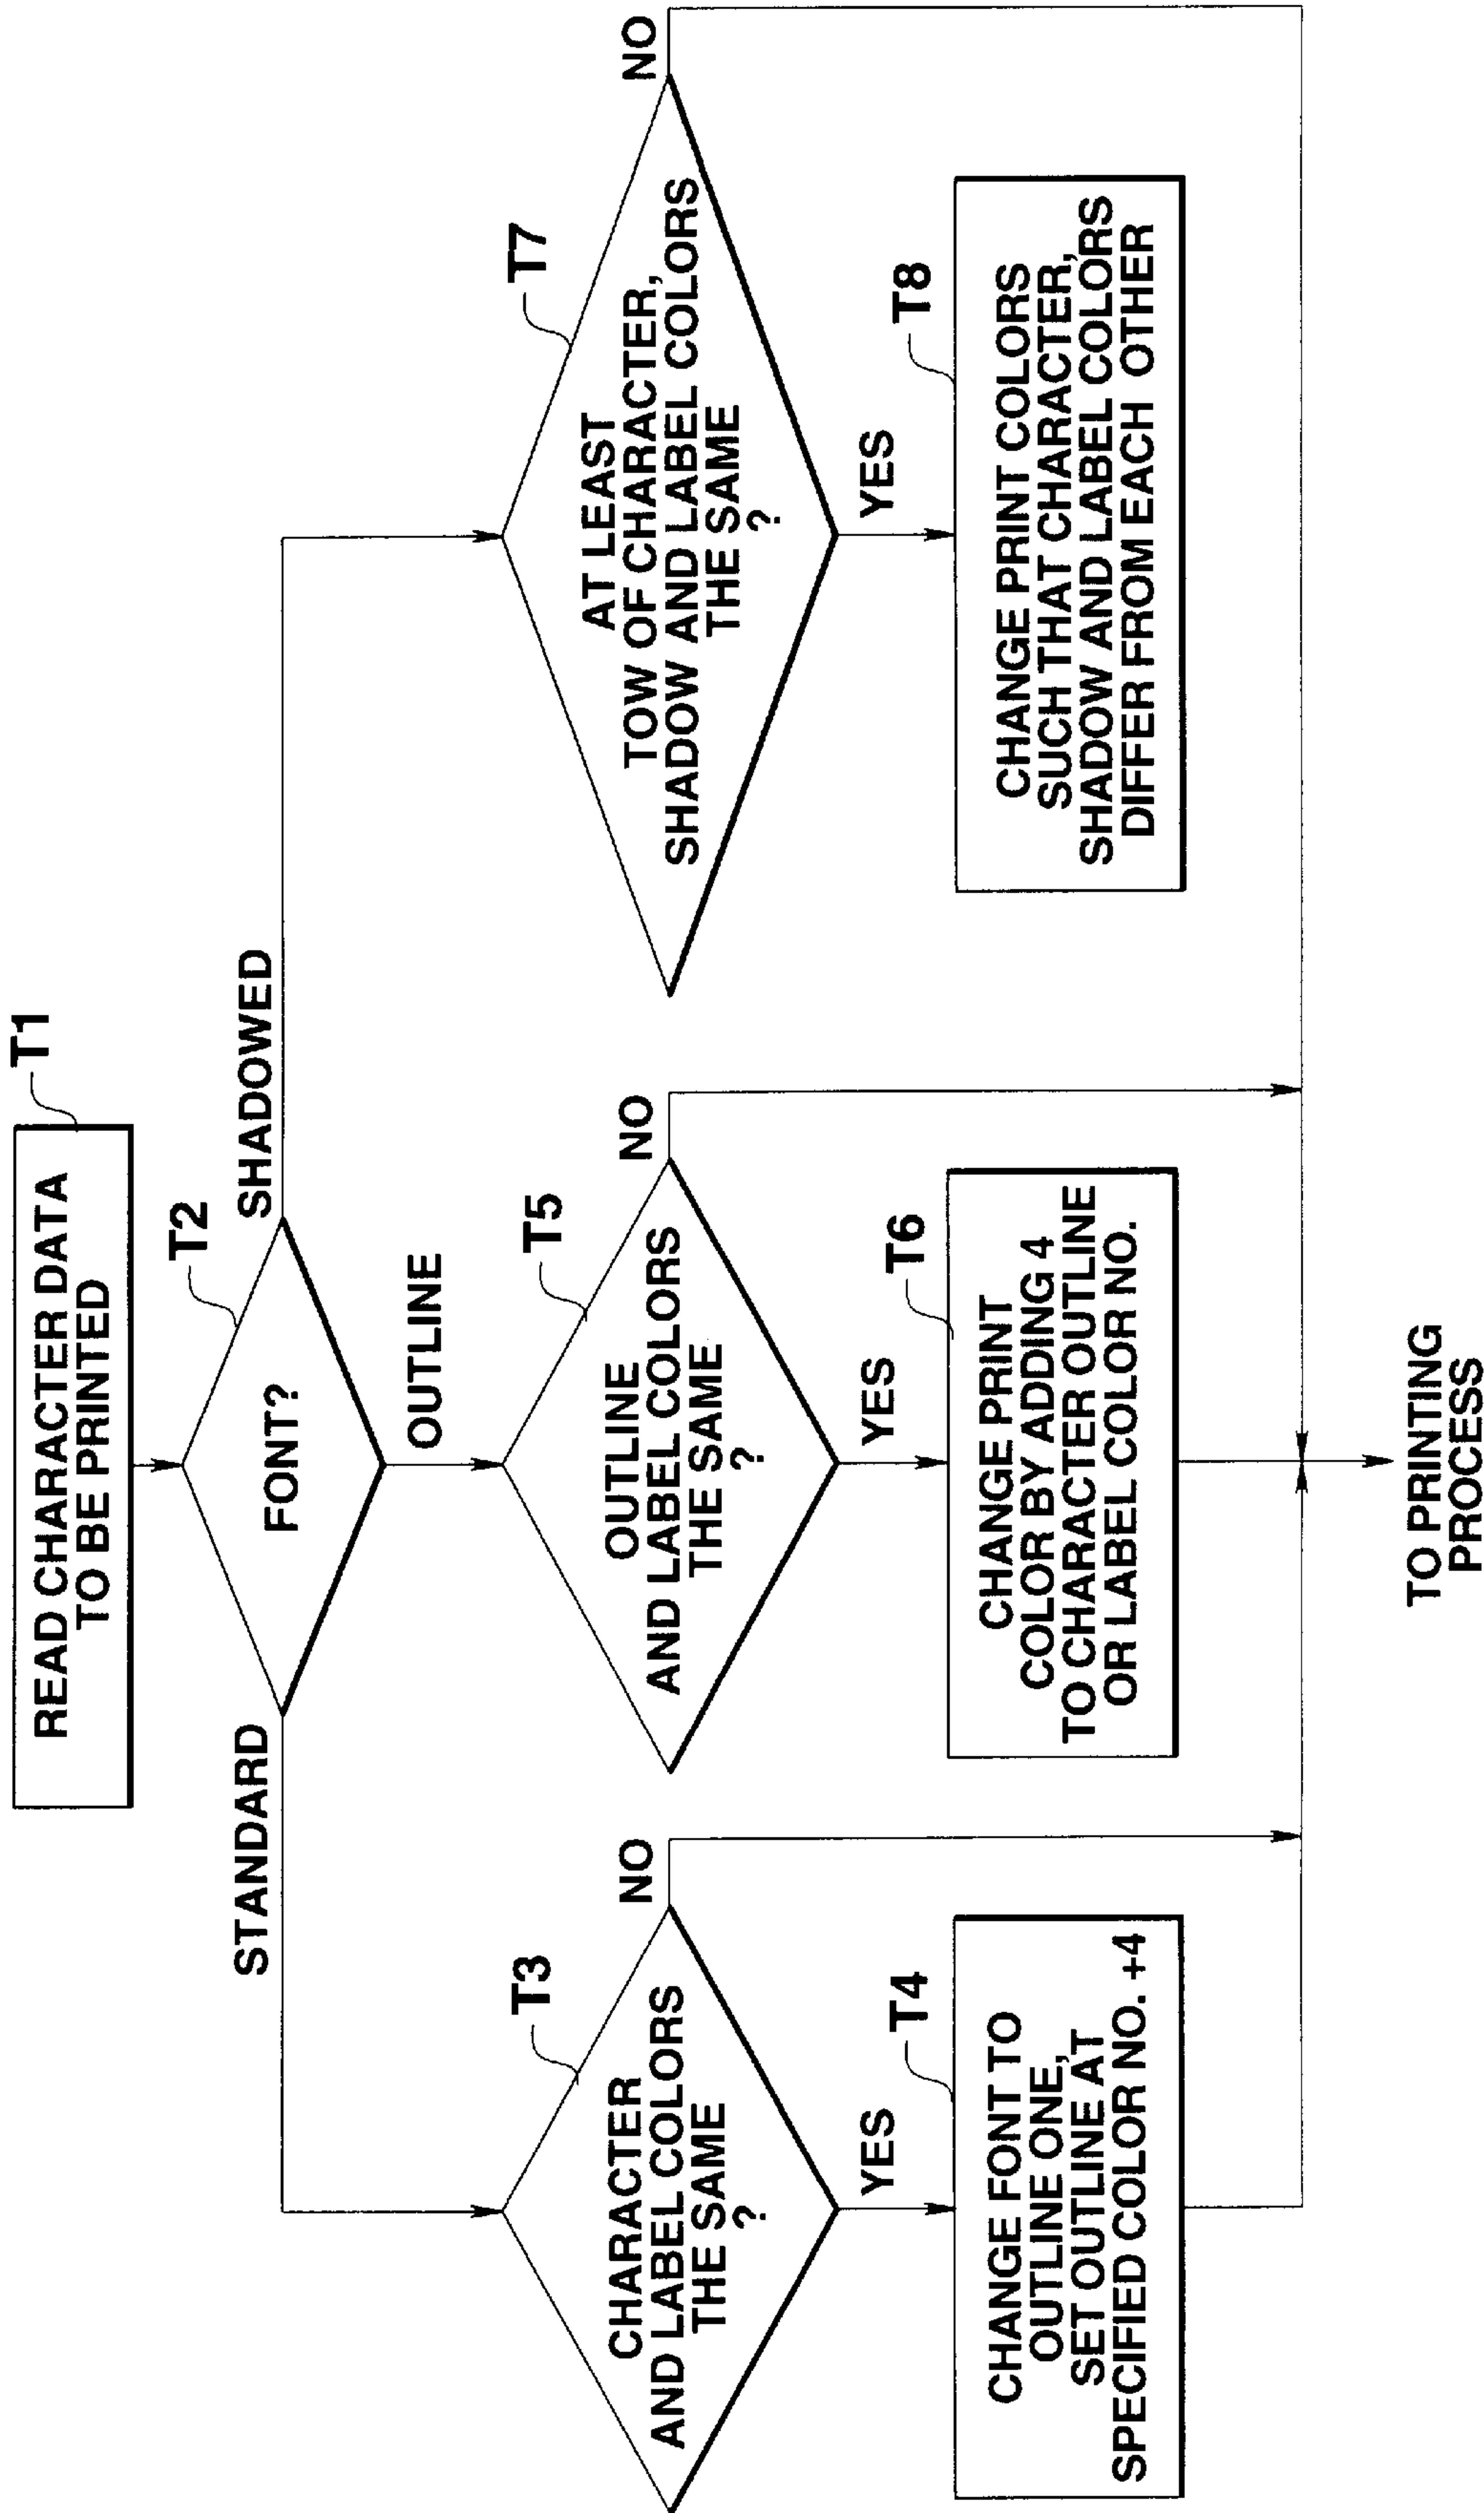 T1
READ CHARACTER DATA
TO BE PRINTED
T2
FONT?
STANDARD
OUTLINE
SHADOWED
T3
CHARACTER
AND LABEL COLORS
THE SAME
?
NO
YES
T4
CHANGE FONT TO
OUTLINE ONE,
SET OUTLINE AT
SPECIFIED COLOR NO. +4
T5
OUTLINE
AND LABEL COLORS
THE SAME
?
NO
YES
T6
CHANGE PRINT
COLOR BY ADDING 4
TO CHARACTER OUTLINE
OR LABEL COLOR NO.
T7
AT LEAST
TOW OF CHARACTER,
SHADOW AND LABEL COLORS
THE SAME
?
NO
YES
T8
CHANGE PRINT COLORS
SUCH THAT CHARACTER,
SHADOW AND LABEL COLORS
DIFFER FROM EACH OTHER
TO PRINTING
PROCESS